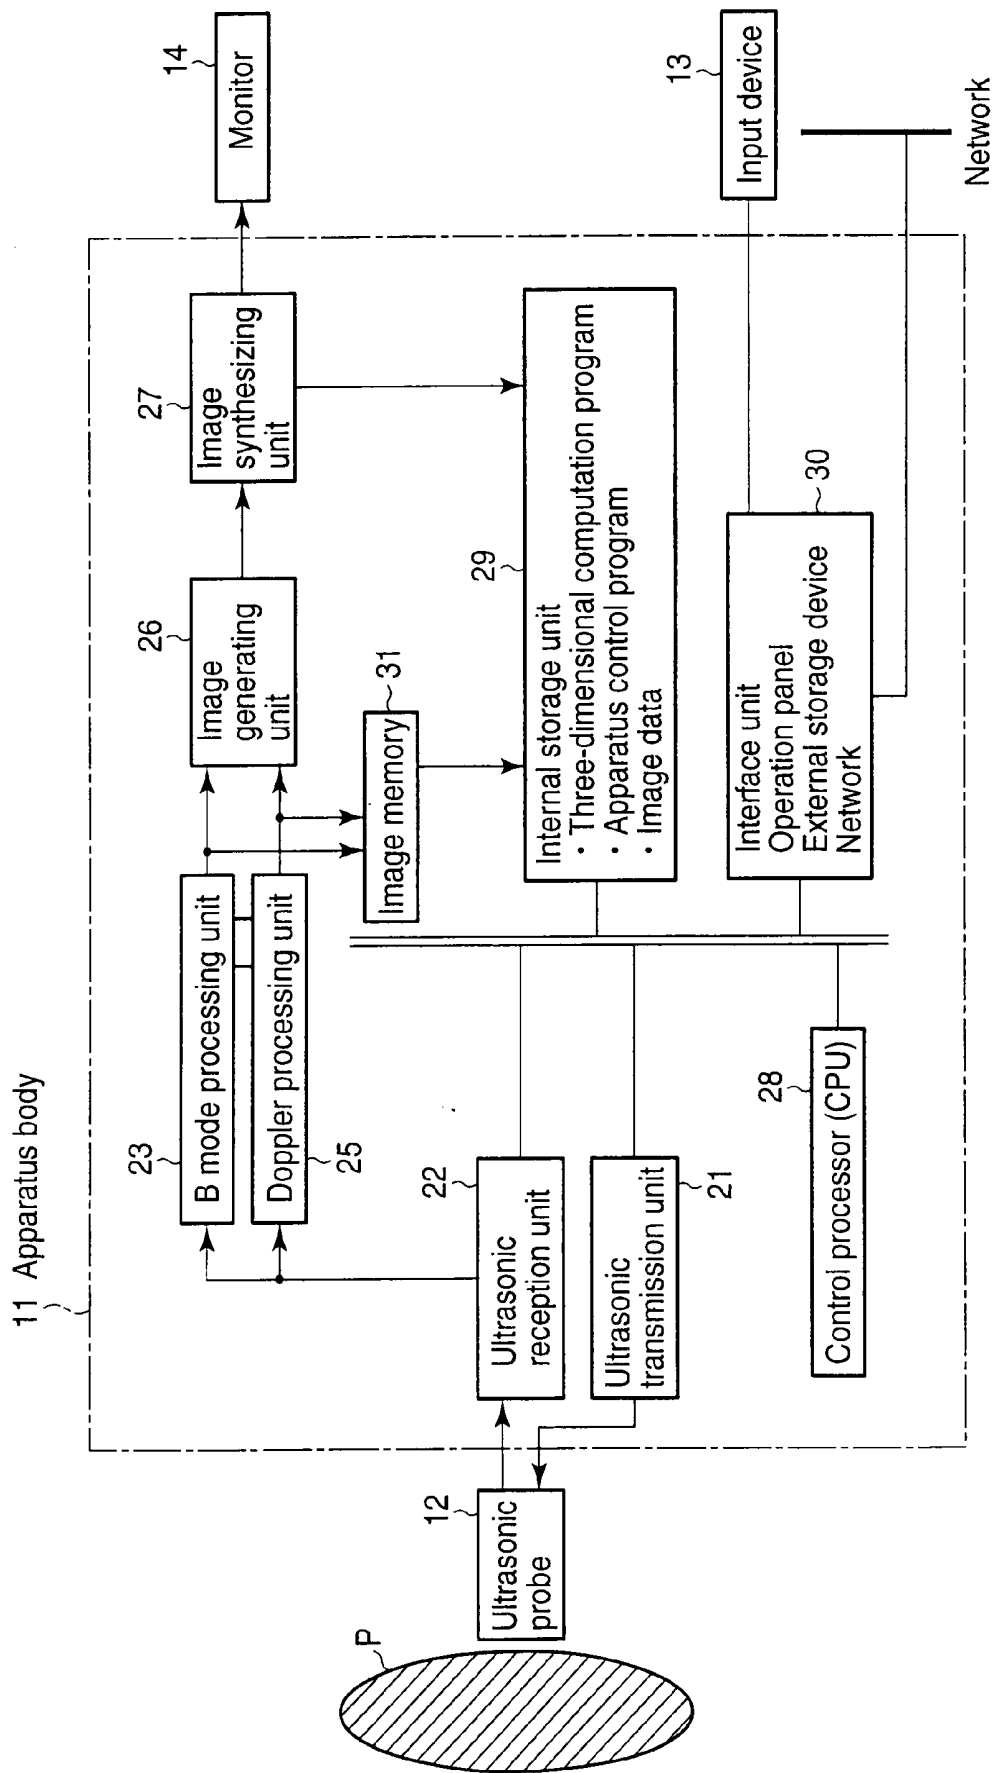 11 Apparatus body
P
12
Ultrasonic
probe
22
Ultrasonic
reception unit
21
Ultrasonic
transmission unit
23
B mode processing unit
25
Doppler processing unit
28
Control processor (CPU)
31
Image memory
26
Image
generating
unit
27
Image
synthesizing
unit
14
Monitor
29
Internal storage unit
· Three-dimensional computation program
· Apparatus control program
· Image data
30
Interface unit
Operation panel
External storage device
Network
13
Input device
Network